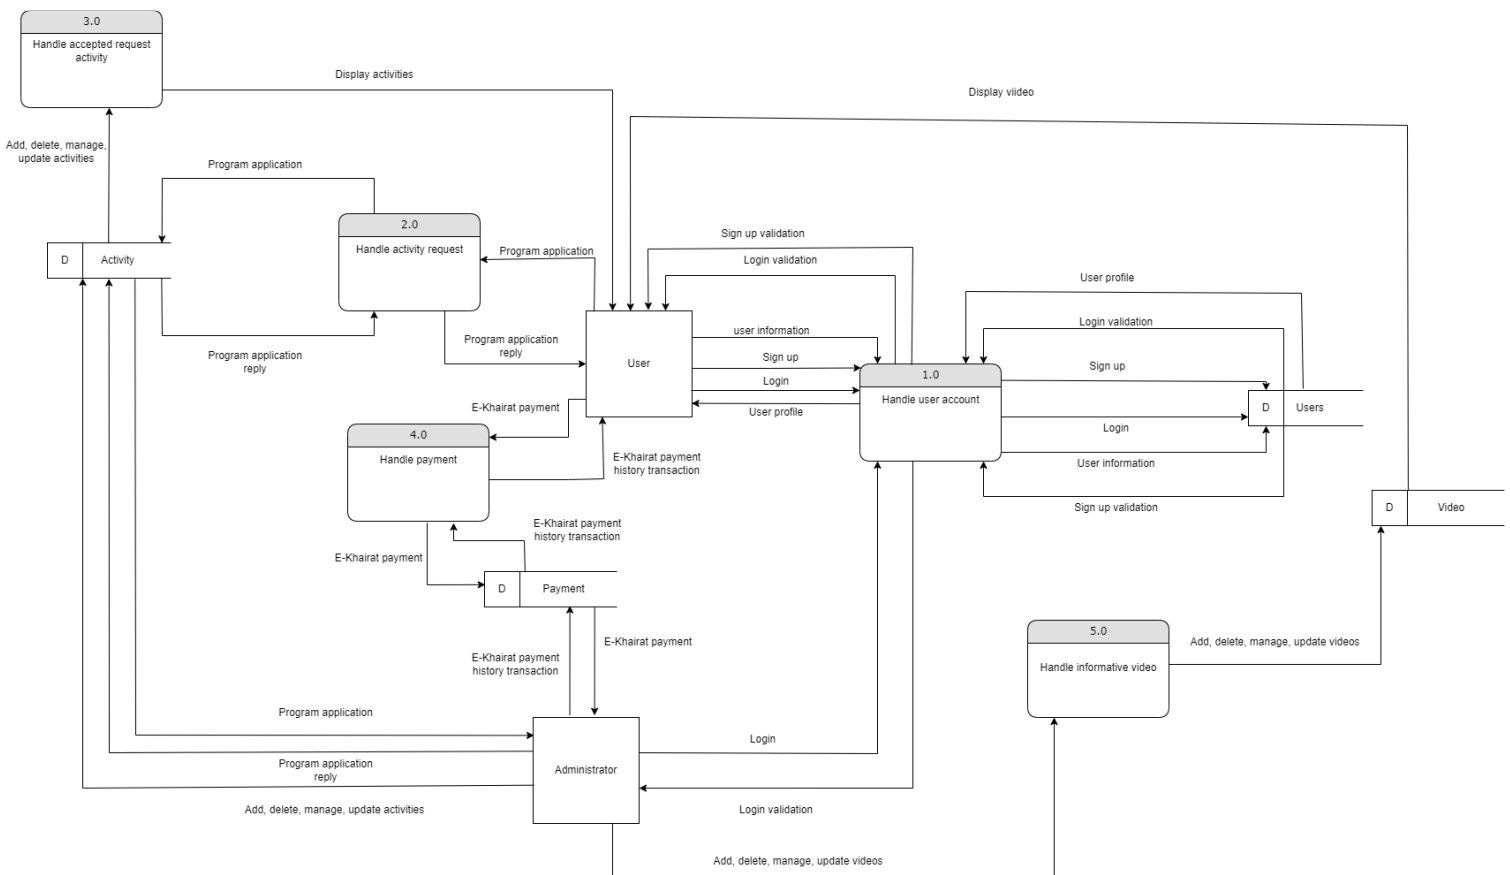 3.0
Handle accepted request
activity
Display activities
Display viideo
Add, delete, manage,
update activities
Program application
2.0
Handle activity request
Program application
Sign up validation
Login validation
D
Activity
User profile
user information
Login validation
Program application
reply
Program application
reply
User
Sign up
1.0
Sign up
Login
Handle user account
E-Khairat payment
User profile
D
Users
4.0
Login
Handle payment
E-Khairat payment
history transaction
User information
Sign up validation
D
Video
E-Khairat payment
history transaction
E-Khairat payment
D
Payment
5.0
E-Khairat payment
Add, delete, manage, update videos
E-Khairat payment
history transaction
Handle informative video
Program application
Login
Program application
reply
Administrator
Add, delete, manage, update activities
Login validation
Add, delete, manage, update videos